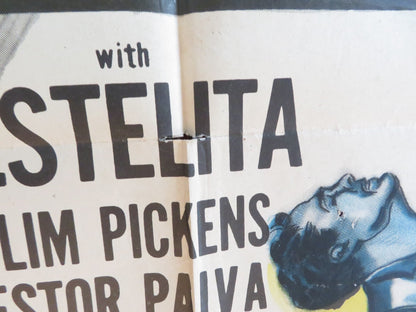 with
ESTELITA
LIM PICKENS
ESTOR PAIVA